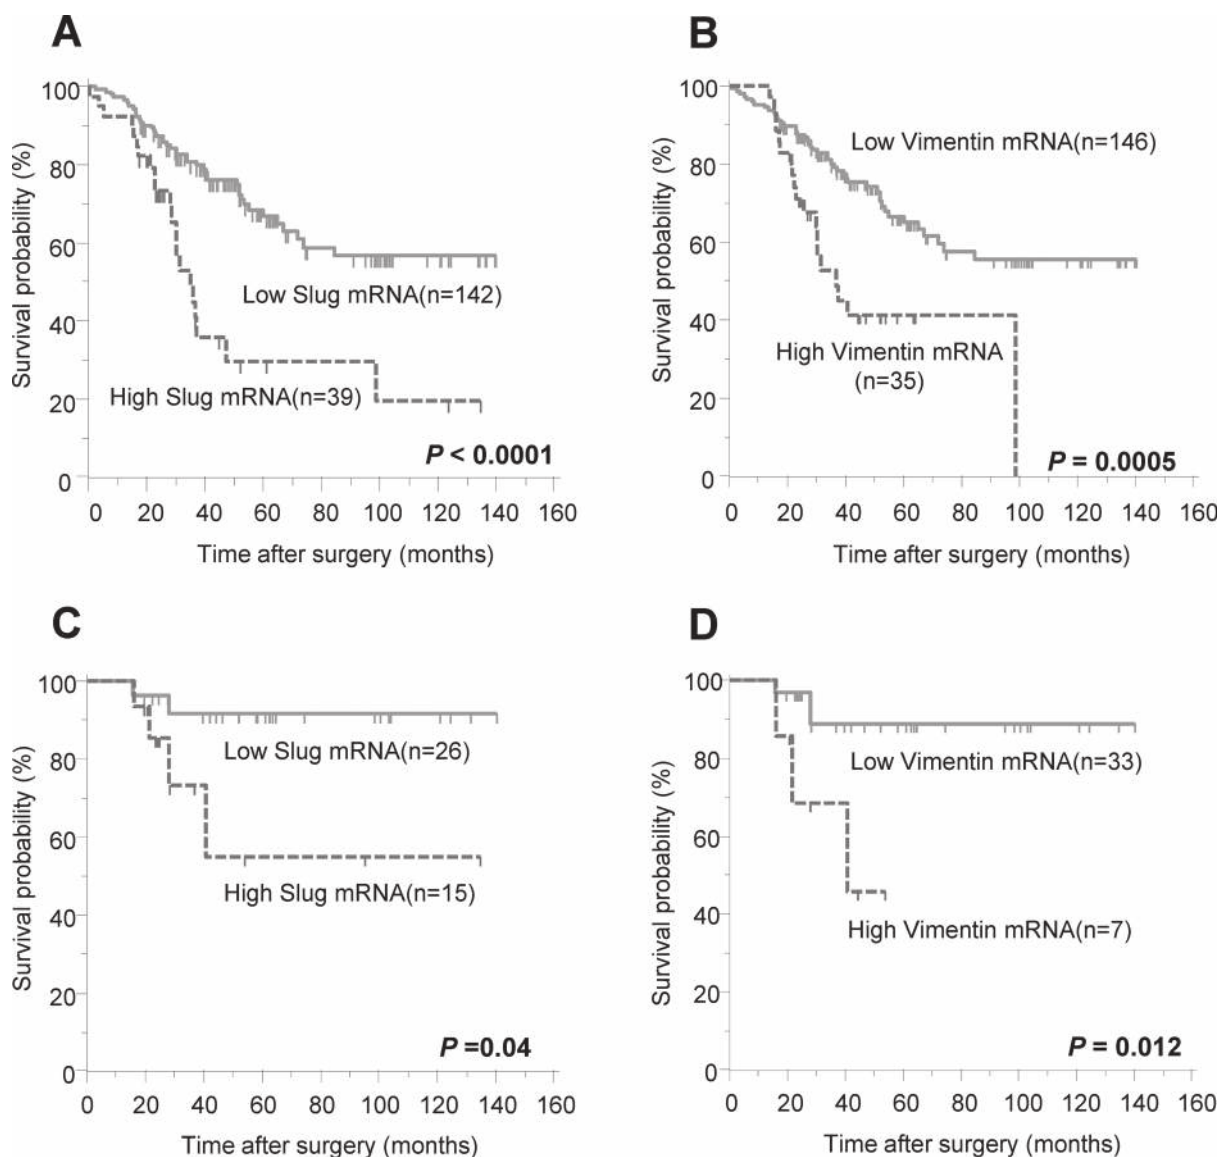 A
Survival probability (%)
100
80
60
40
20
0
Low Slug mRNA(n=142)
High Slug mRNA(n=39)
P < 0.0001
0 20 40 60 80 100 120 140 160
Time after surgery (months)
B
Survival probability (%)
100
80
60
40
20
0
Low Vimentin mRNA(n=146)
High Vimentin mRNA
(n=35)
P = 0.0005
0 20 40 60 80 100 120 140 160
Time after surgery (months)
C
Survival probability (%)
100
80
60
40
20
0
Low Slug mRNA(n=26)
High Slug mRNA(n=15)
P =0.04
0 20 40 60 80 100 120 140 160
Time after surgery (months)
D
Survival probability (%)
100
80
60
40
20
0
Low Vimentin mRNA(n=33)
High Vimentin mRNA(n=7)
P = 0.012
0 20 40 60 80 100 120 140 160
Time after surgery (months)